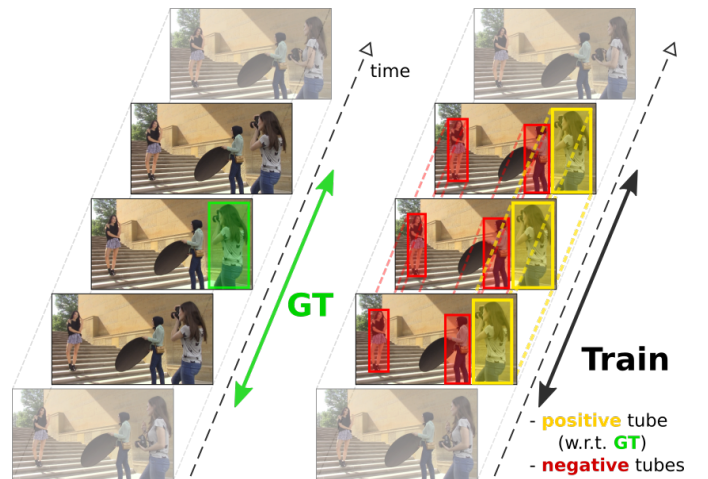 time
GT
Train
- positive tube
(w.r.t. GT)
- negative tubes